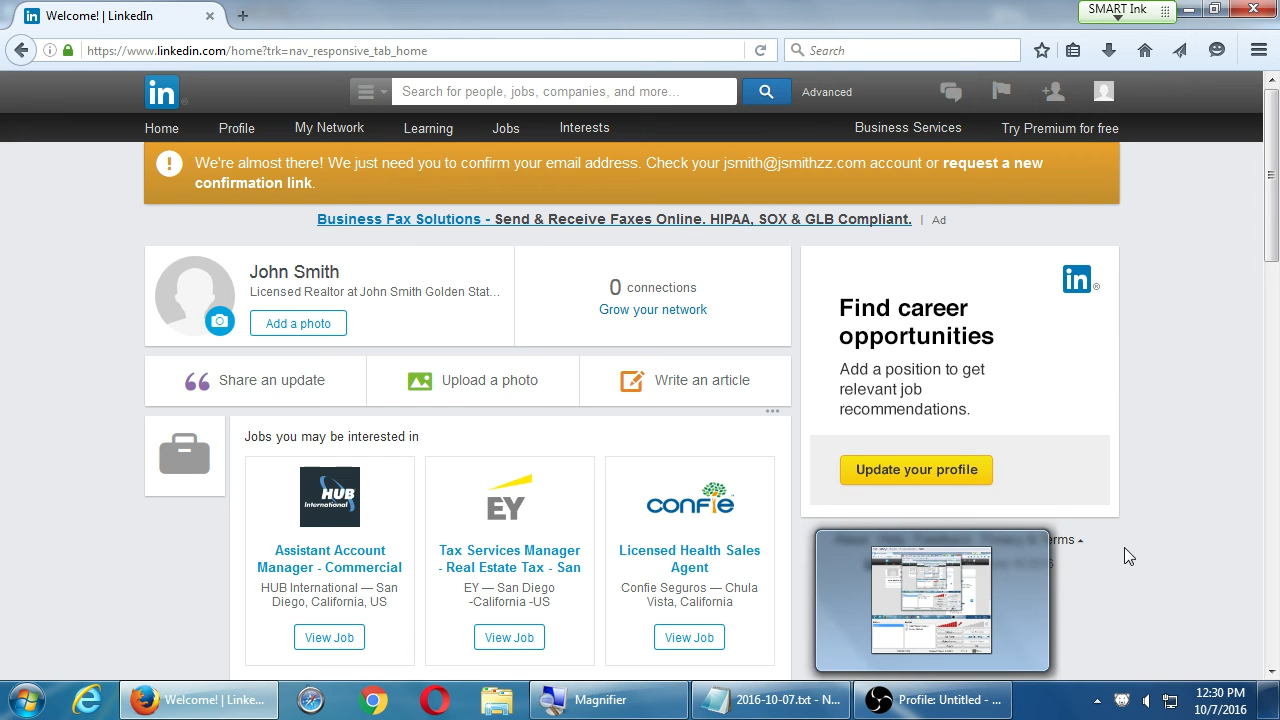 Welcome! | LinkedIn
SMART Ink
https://www.linkedin.com/home?trk=nav_responsive_tab_home
Search
in
Search for people, jobs, companies, and more...
Advanced
Home Profile My Network Learning Jobs Interests Business Services Try Premium for free
We're almost there! We just need you to confirm your email address. Check your jsmith@jsmithzz.com account or request a new
confirmation link.
Business Fax Solutions - Send & Receive Faxes Online. HIPAA, SOX & GLB Compliant. | Ad
John Smith
Licensed Realtor at John Smith Golden Stat...
Add a photo
0 connections
Grow your network
in
Find career
opportunities
Add a position to get
relevant job
recommendations.
Update your profile
Share an update
Upload a photo
Write an article
Jobs you may be interested in
HUB
International
Assistant Account
Manager - Commercial
HUB International — San
Diego, California, US
View Job
EY
Tax Services Manager
- Real Estate Tax - San
EY — San Diego
-California -US
View Job
confie
Licensed Health Sales
Agent
Confie Seguros — Chula
Vista, California
View Job
Welcome! | Linke...
Magnifier
2016-10-07.txt - N...
Profile: Untitled - ...
12:30 PM
10/7/2016